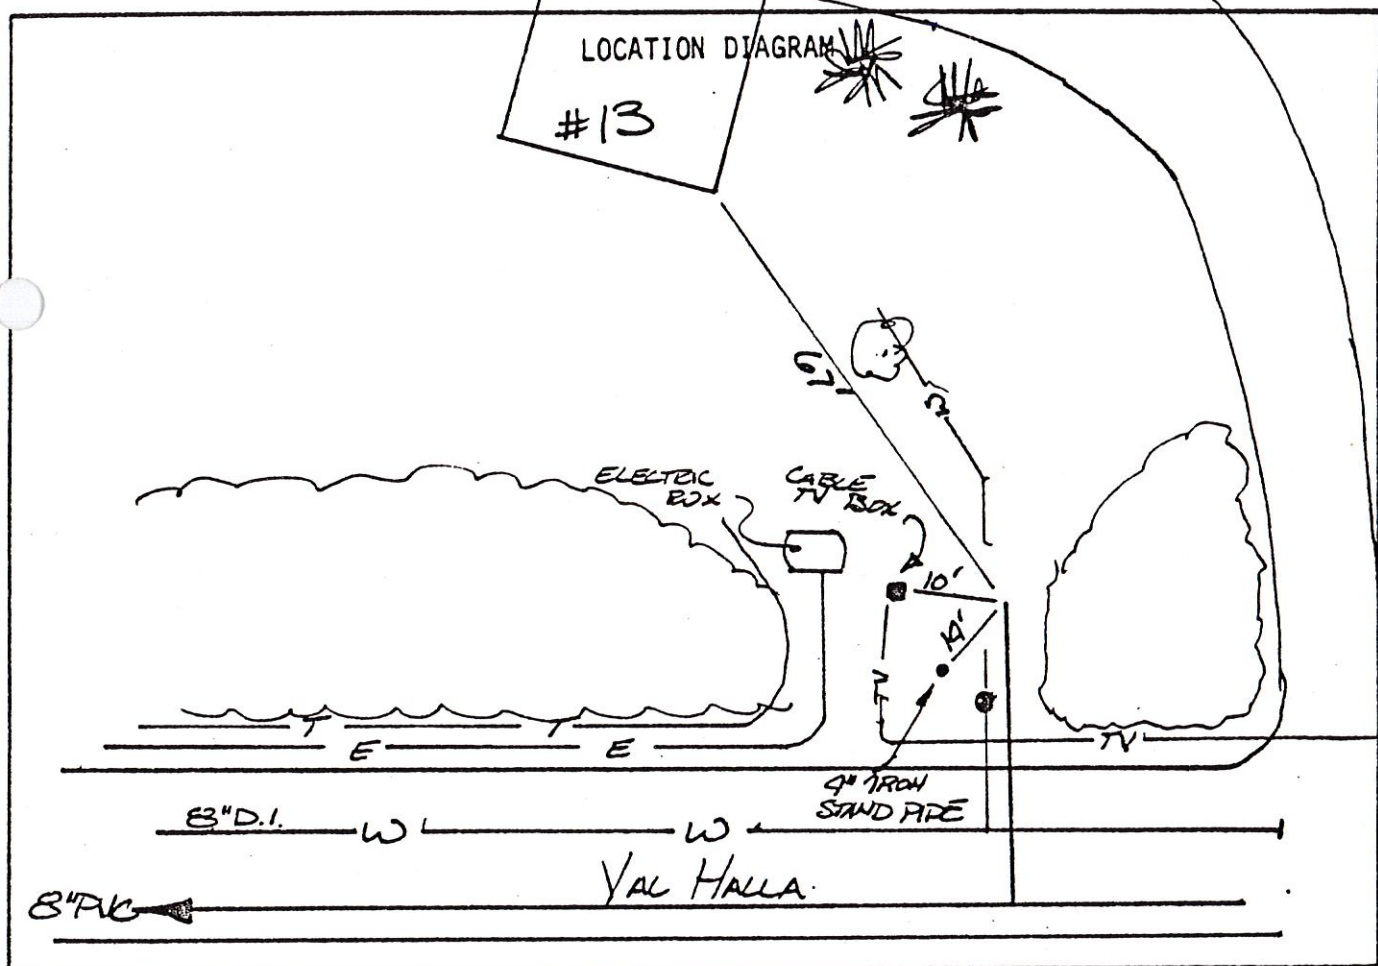 LOCATION DIAGRAM
#13
67'
ELECTRIC
BOX
CABLE
TV BOX
10'
14'
TV
T
T
E
E
TV
4" IRON
STAND PIPE
8" D.I.
W
W
VAL HALLA
8" PVC